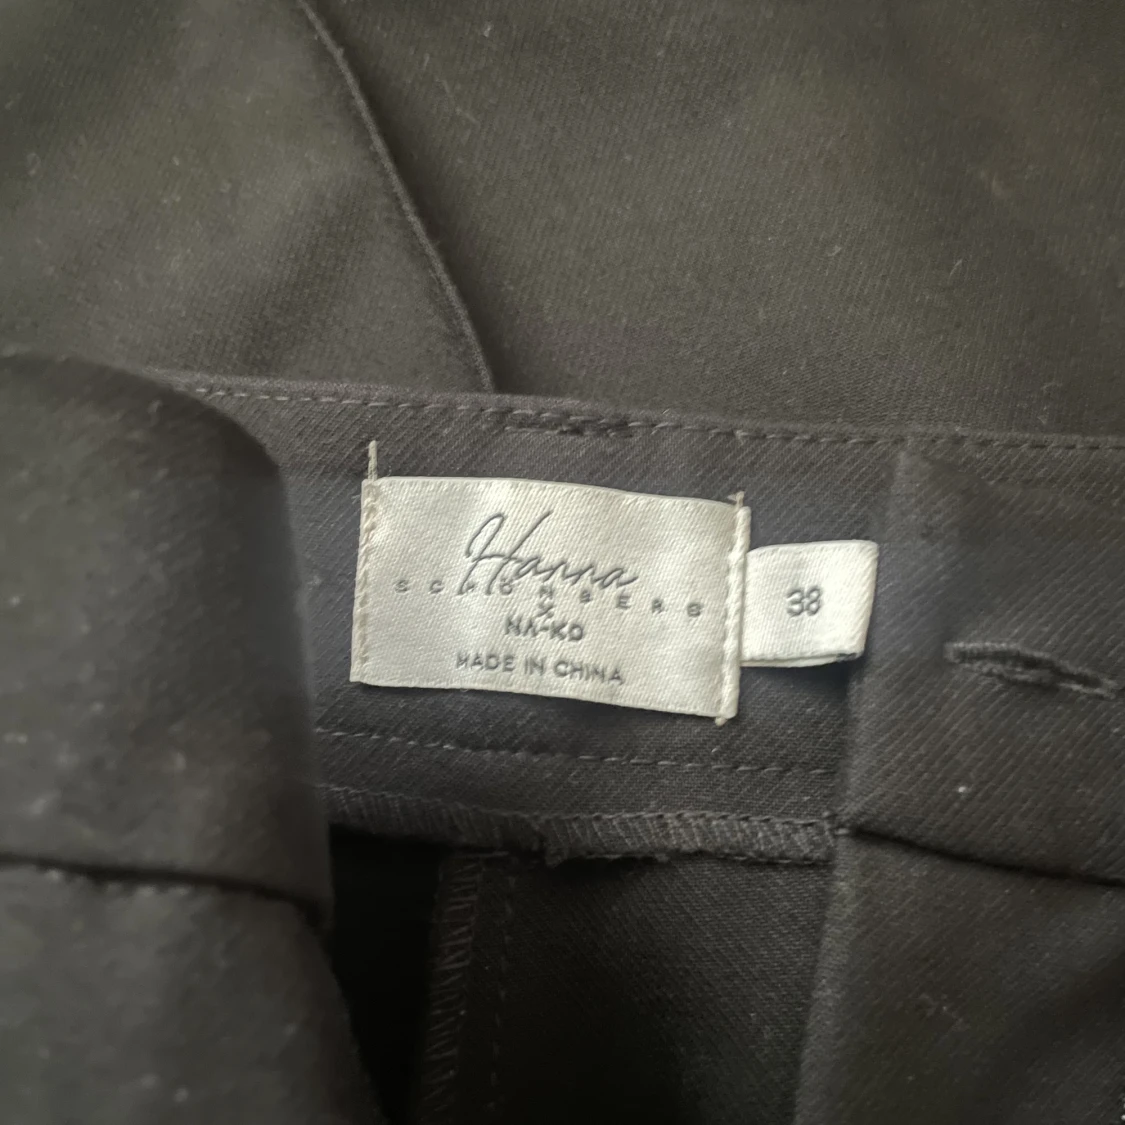 Hanna
SCHÖNBERG
X
NA-KD
MADE IN CHINA
38